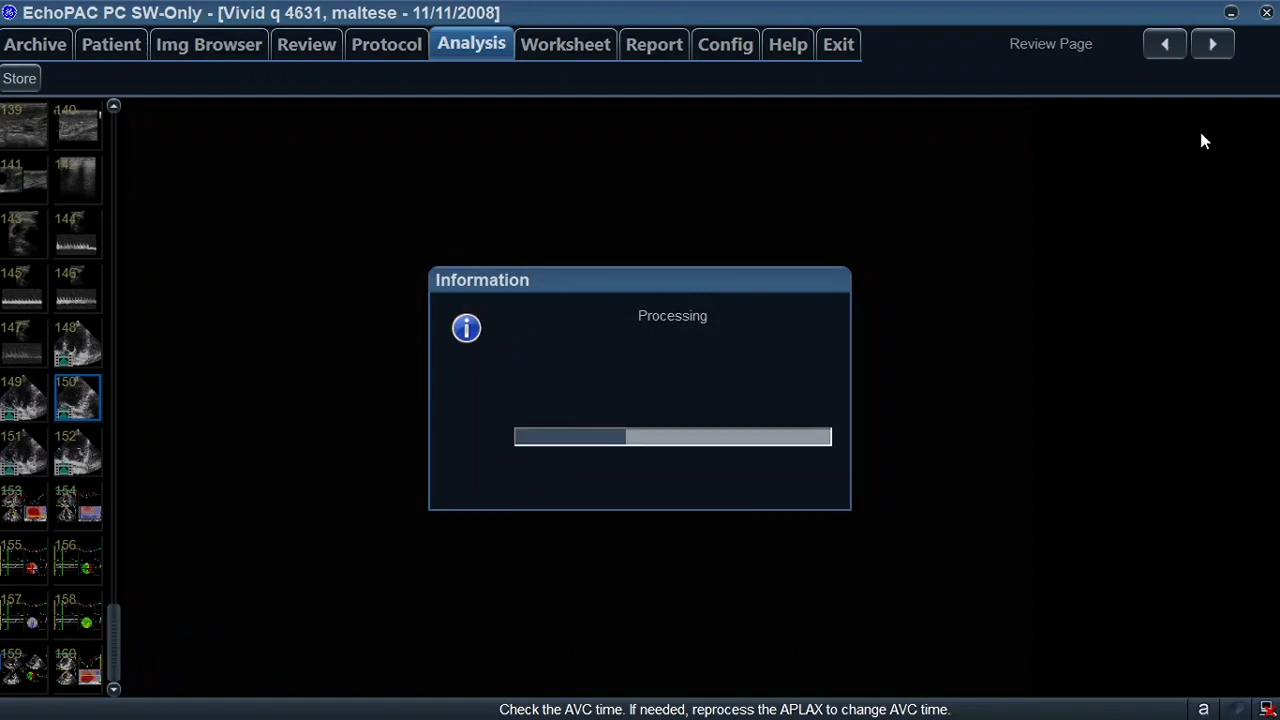 EchoPAC PC SW-Only - [Vivid q 4631, maltese - 11/11/2008]
Archive Patient Img Browser Review Protocol Analysis Worksheet Report Config Help Exit Review Page
Store
139 140
141 142
143 144
145 146
147 148
149 150
151 152
153 154
155 156
157 158
159 160
Information
Processing
Check the AVC time. If needed, reprocess the APLAX to change AVC time.
a